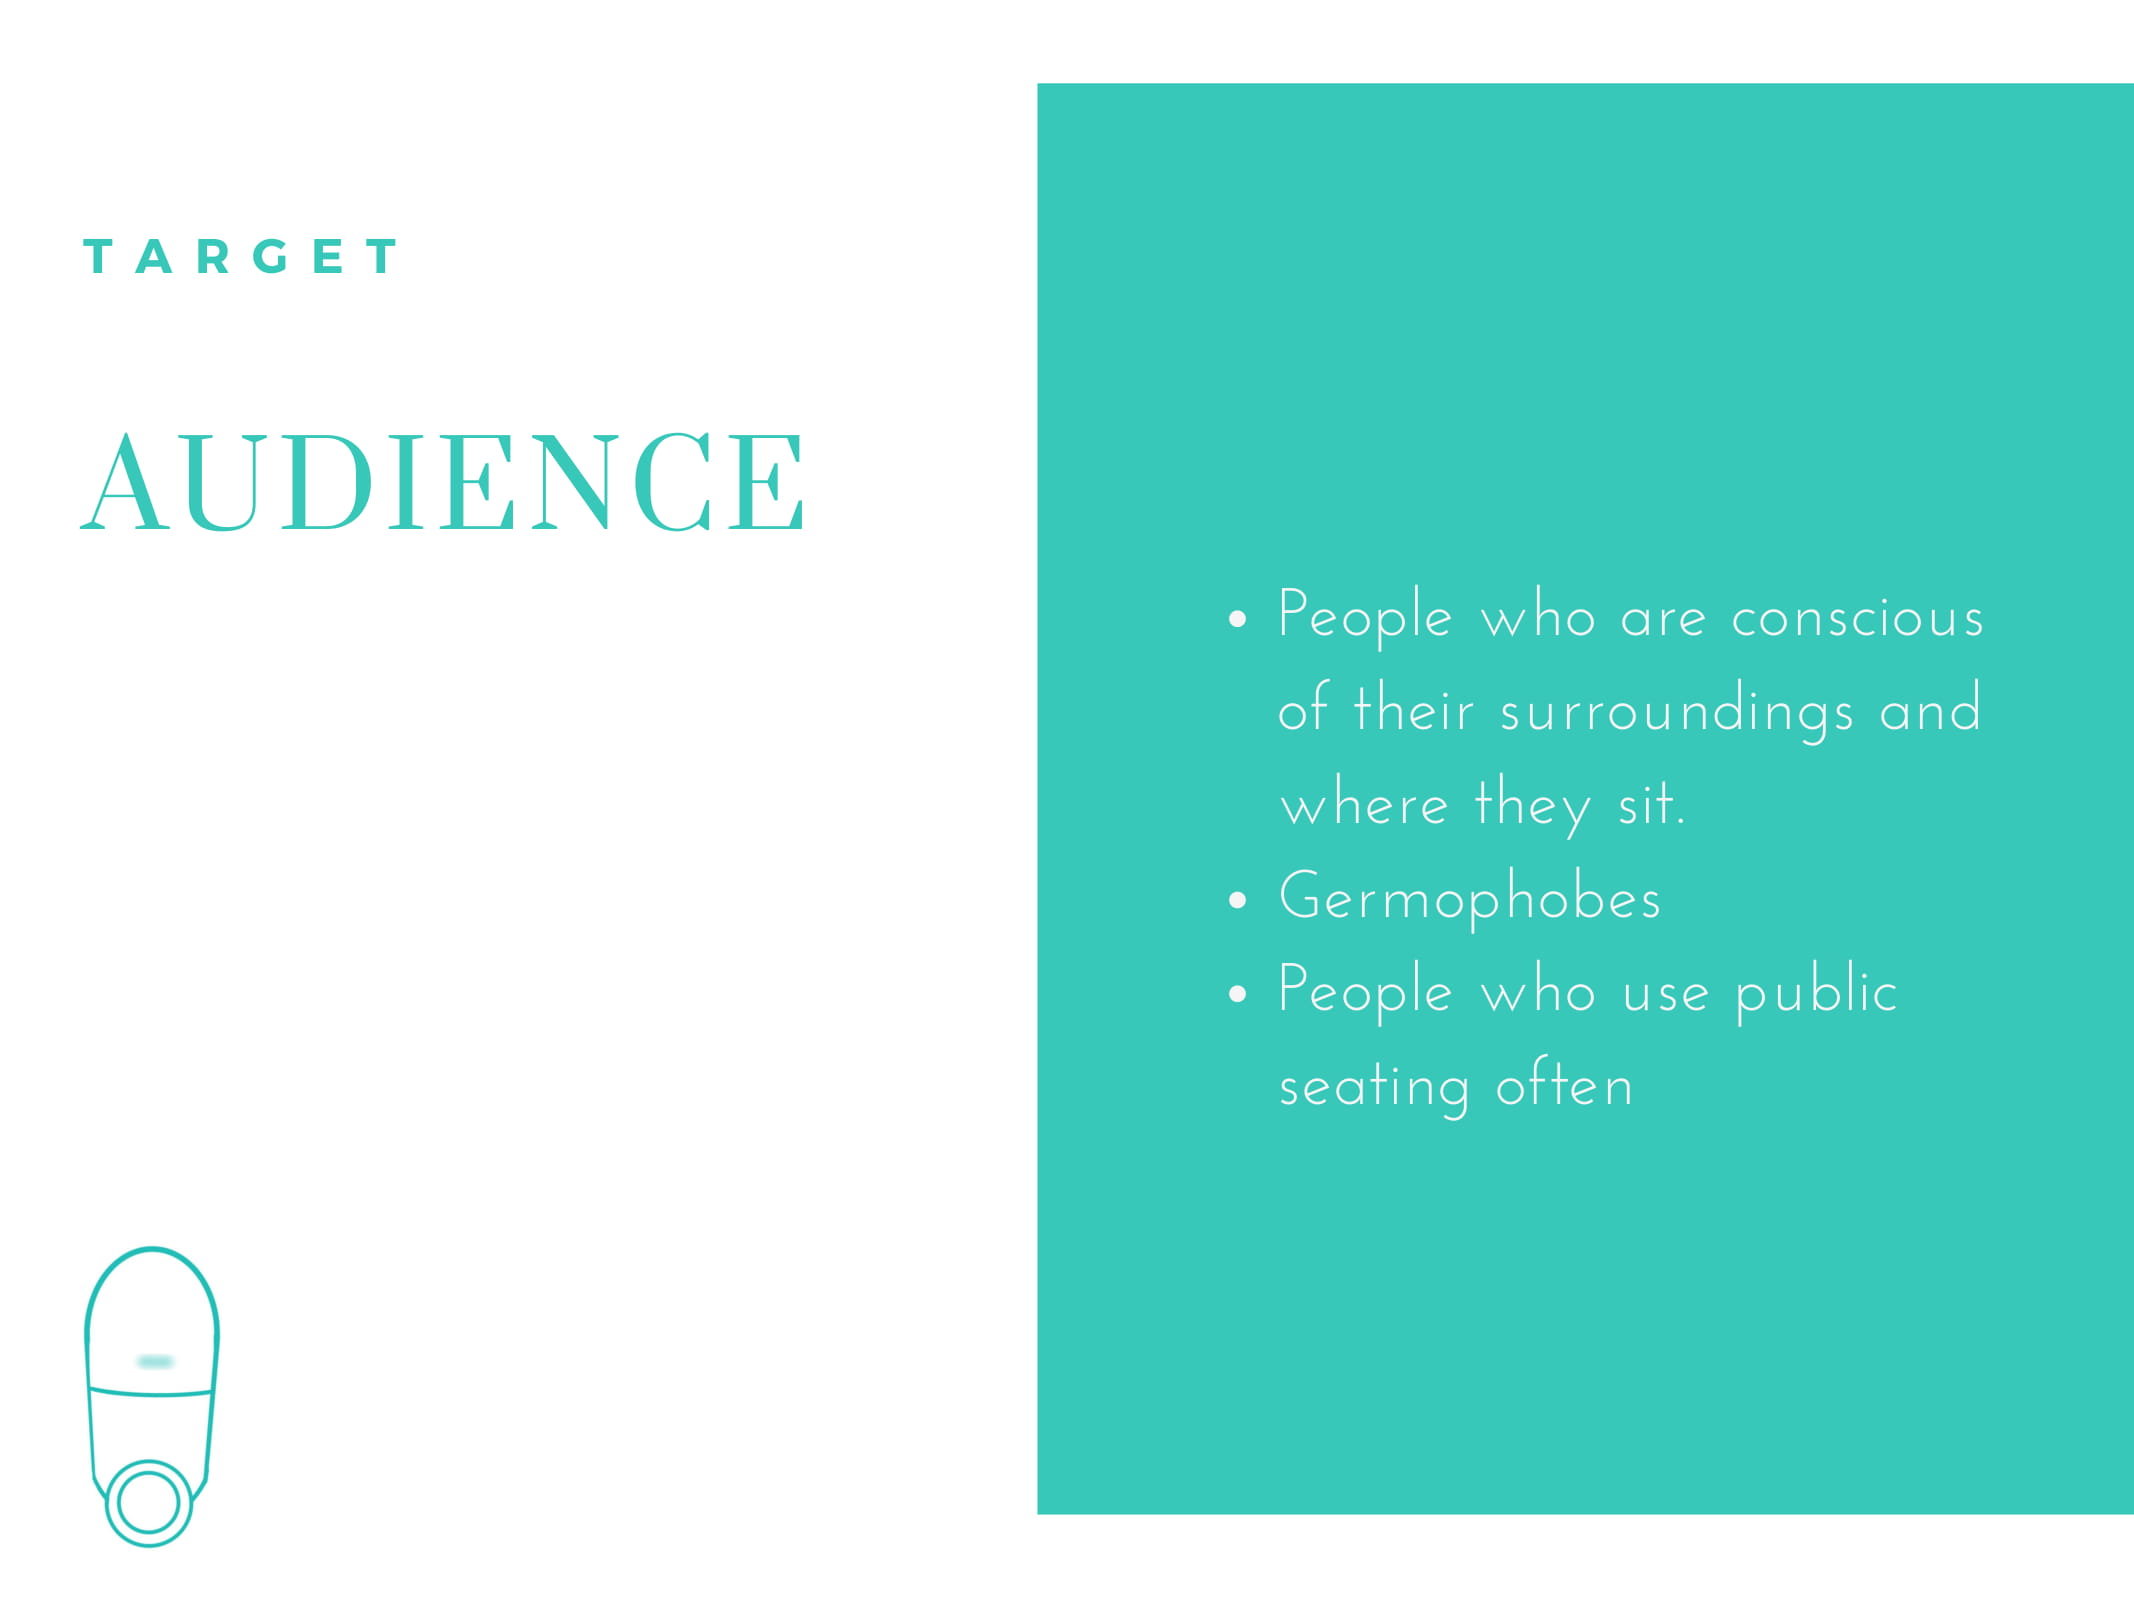 TARGET
AUDIENCE
• People who are conscious
of their surroundings and
where they sit.
• Germophobes
• People who use public
seating often